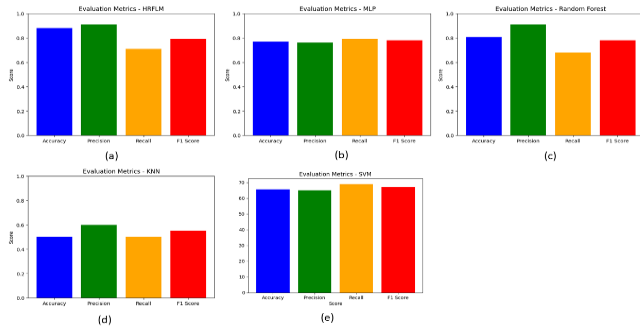 Evaluation Metrics - HRFLM
1.0
0.8
0.6
0.4
0.2
0.0
Score
Accuracy Precision Recall F1 Score
(a)
Evaluation Metrics - MLP
1.0
0.8
0.6
0.4
0.2
0.0
Score
Accuracy Precision Recall F1 Score
(b)
Evaluation Metrics - Random Forest
1.0
0.8
0.6
0.4
0.2
0.0
Score
Accuracy Precision Recall F1 Score
(c)
Evaluation Metrics - KNN
1.0
0.8
0.6
0.4
0.2
0.0
Score
Accuracy Precision Recall F1 Score
(d)
Evaluation Metrics - SVM
70
60
50
40
30
20
10
0
Accuracy Precision Recall F1 Score
Score
(e)